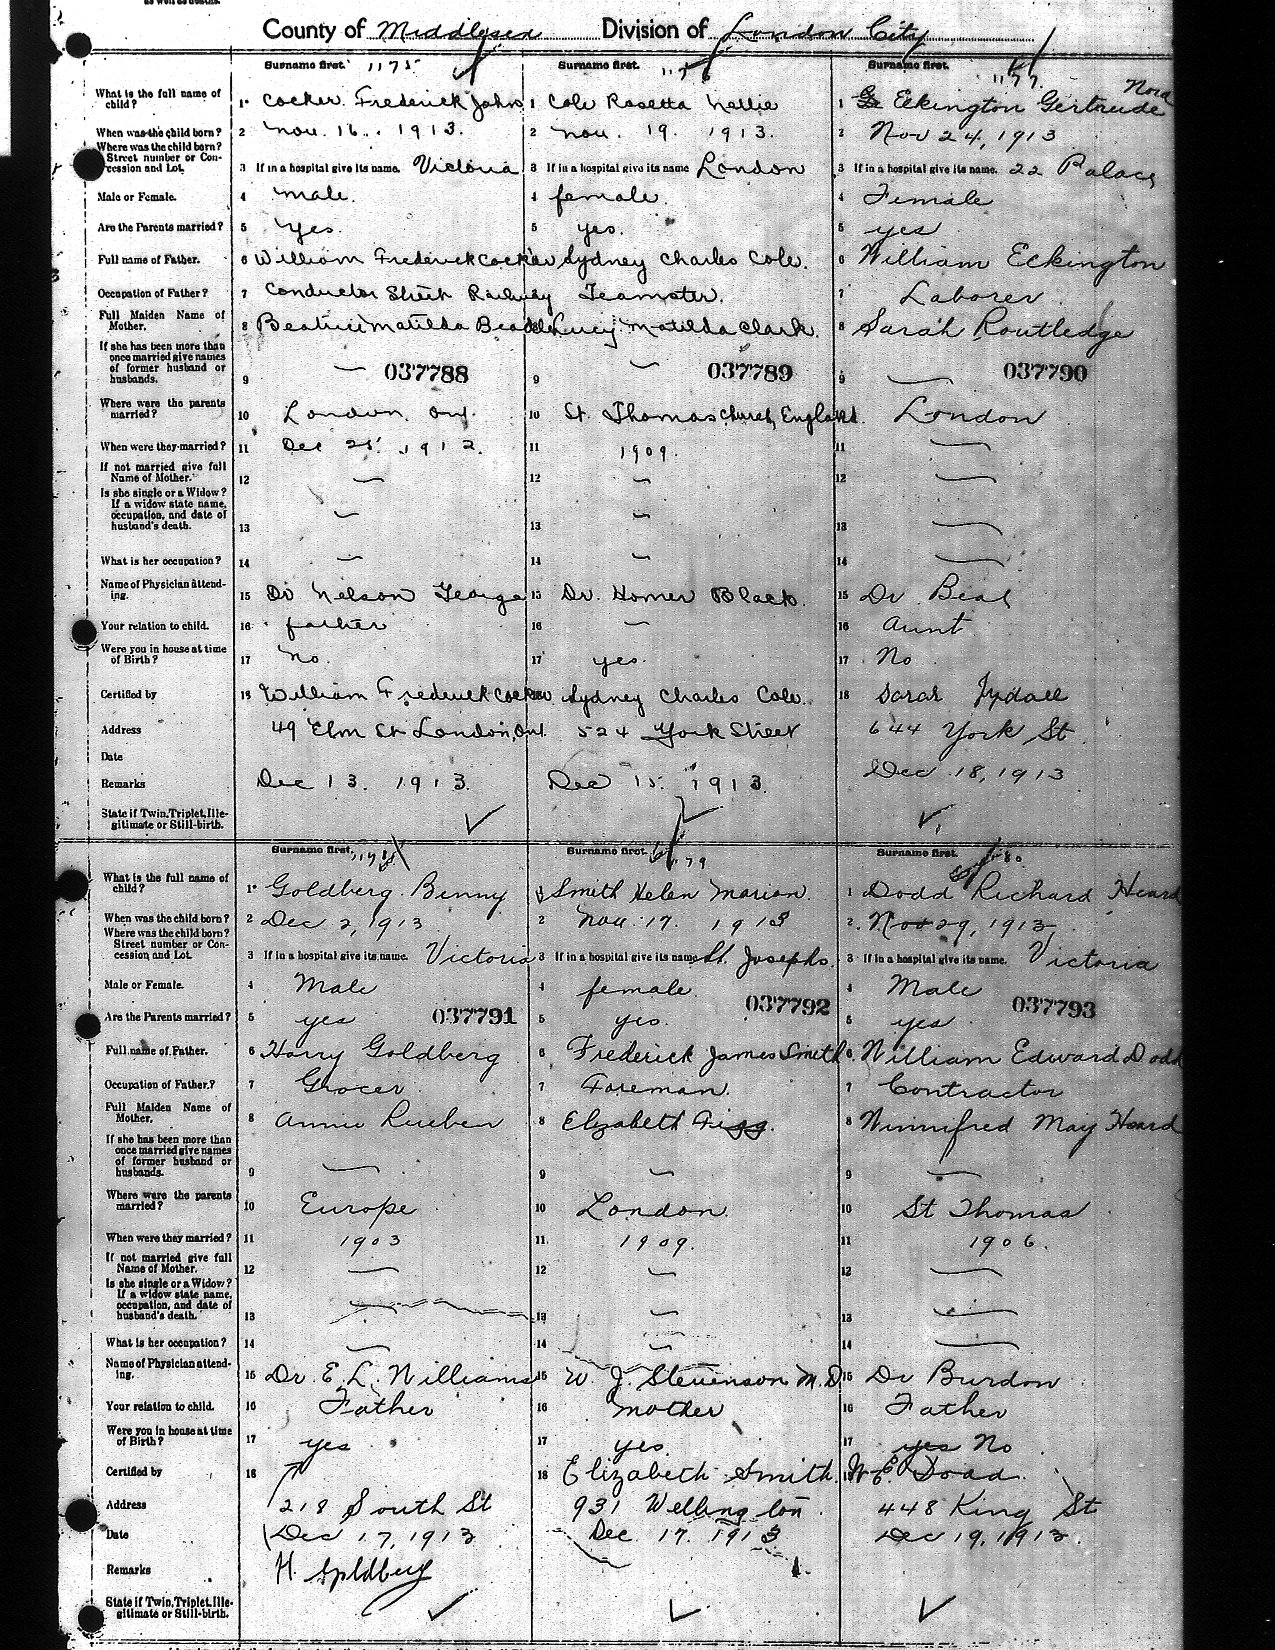 County of Middlesex Division of London City
Surname first. 1175 Surname first. Surname first. 1177
What is the full name of child? 1 Cocker Frederick John 1 Cole Rosetta Nellie 1 Eckington Gertrude Nora
When was the child born? 2 Nov. 16. 1913. 2 Nov. 19. 1913. 2 Nov 24, 1913
Where was the child born? Street number or Concession and Lot. 3 If in a hospital give its name. Victoria 3 If in a hospital give its name London 3 If in a hospital give its name. 22 Palace
Male or Female. 4 male. 4 female. 4 Female
Are the Parents married? 5 Yes. 5 yes. 5 yes
Full name of Father. 6 William Frederick Cocker Sydney Charles Cole. 6 William Eckington
Occupation of Father? 7 Conductor Street Railway Teamster. 7 Laborer
Full Maiden Name of Mother. 8 Beatrice Matilda Beadle Lucy Matilda Clark. 8 Sarah Routledge
If she has been more than once married give names of former husband or husbands. 9 — 037788 9 — 037789 9 — 037790
Where were the parents married? 10 London, Ont. 10 St. Thomas Church, England. London
When were they married? 11 Dec 25. 1912. 11 1909. 11 —
If not married give full Name of Mother. 12 — 12 — 12 —
Is she single or a Widow? If a widow state name, occupation, and date of husband's death. 13 — 13 — 13 —
What is her occupation? 14 — 14 — 14 —
Name of Physician attending. 15 Dr Nelson George 15 Dr. Homer Black. 15 Dr Beal
Your relation to child. 16 father 16 — 16 Aunt
Were you in house at time of Birth? 17 No. 17 yes. 17 No
Certified by 18 William Frederick Cocker Sydney Charles Cole. 18 Sarah Tydall
Address 49 Elm St London, Ont. 524 York Street 644 York St
Date Dec 18, 1913
Remarks Dec 13. 1913. Dec 15. 1913.
State if Twin, Triplet, Illegitimate or Still-birth.
Surname first. 1178 Surname first. 1179 Surname first.
What is the full name of child? 1 Goldberg Benny Smith Helen Marion. 1 Dodd Richard Heard
When was the child born? 2 Dec 2, 1913 2 Nov. 17. 1913 2. Nov 29, 1913
Where was the child born? Street number or Concession and Lot. 3 If in a hospital give its name. Victoria 3 If in a hospital give its name St. Josephs. 3 If in a hospital give its name. Victoria
Male or Female. 4 Male 4 female. 4 Male
Are the Parents married? 5 yes 037791 5 yes. 037792 5 yes 037793
Full name of Father. 6 Harry Goldberg 6 Frederick James Smith 6 William Edward Dodd
Occupation of Father? 7 Grocer 7 Foreman. 7 Contractor
Full Maiden Name of Mother. 8 Annie Rueben 8 Elizabeth Figg. 8 Winnifred May Heard
If she has been more than once married give names of former husband or husbands. 9 — 9 — 9 —
Where were the parents married? 10 Europe 10 London. 10 St Thomas
When were they married? 11 1903 11. 1909. 11 1906.
If not married give full Name of Mother. 12 — 12 — 12 —
Is she single or a Widow? If a widow state name, occupation, and date of husband's death. 13 — 13 — 13 —
What is her occupation? 14 — 14 — 14 —
Name of Physician attending. 15 Dr. E. L. Williams 15 W. J. Stevenson M.D 15 Dr Burdon
Your relation to child. 16 Father 16 mother 16 Father
Were you in house at time of Birth? 17 yes 17 yes. 17 yes No
Certified by 18 18 Elizabeth Smith. W E Dodd
Address 218 South St 931 Wellington 448 King St
Date Dec 17, 1913 Dec. 17. 1913 Dec 19, 1913.
Remarks H. Goldberg
State if Twin, Triplet, Illegitimate or Still-birth.